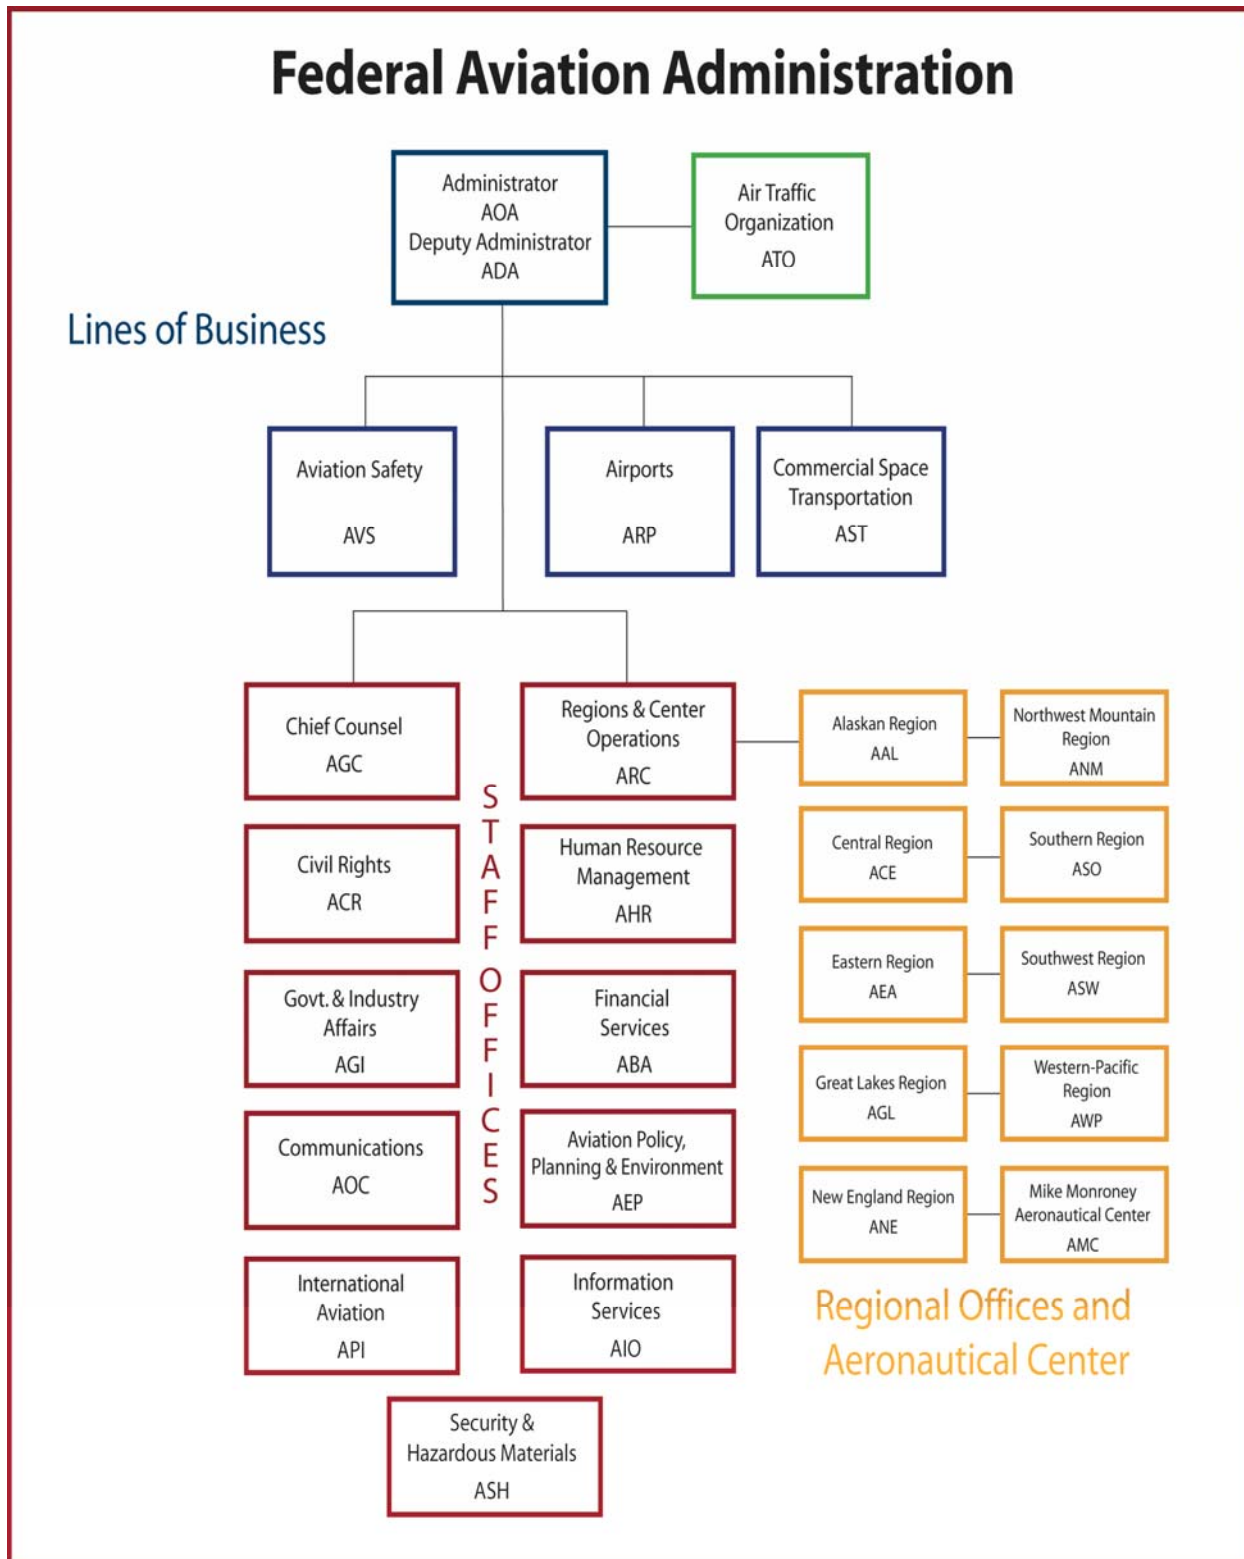 Federal Aviation Administration
Administrator
AOA
Deputy Administrator
ADA
Air Traffic
Organization
ATO
Lines of Business
Aviation Safety
AVS
Airports
ARP
Commercial Space
Transportation
AST
STAFF OFFICES
Chief Counsel
AGC
Regions & Center
Operations
ARC
Civil Rights
ACR
Human Resource
Management
AHR
Govt. & Industry
Affairs
AGI
Financial
Services
ABA
Communications
AOC
Aviation Policy,
Planning & Environment
AEP
International
Aviation
API
Information
Services
AIO
Security &
Hazardous Materials
ASH
Alaskan Region
AAL
Northwest Mountain
Region
ANM
Central Region
ACE
Southern Region
ASO
Eastern Region
AEA
Southwest Region
ASW
Great Lakes Region
AGL
Western-Pacific
Region
AWP
New England Region
ANE
Mike Monroney
Aeronautical Center
AMC
Regional Offices and
Aeronautical Center